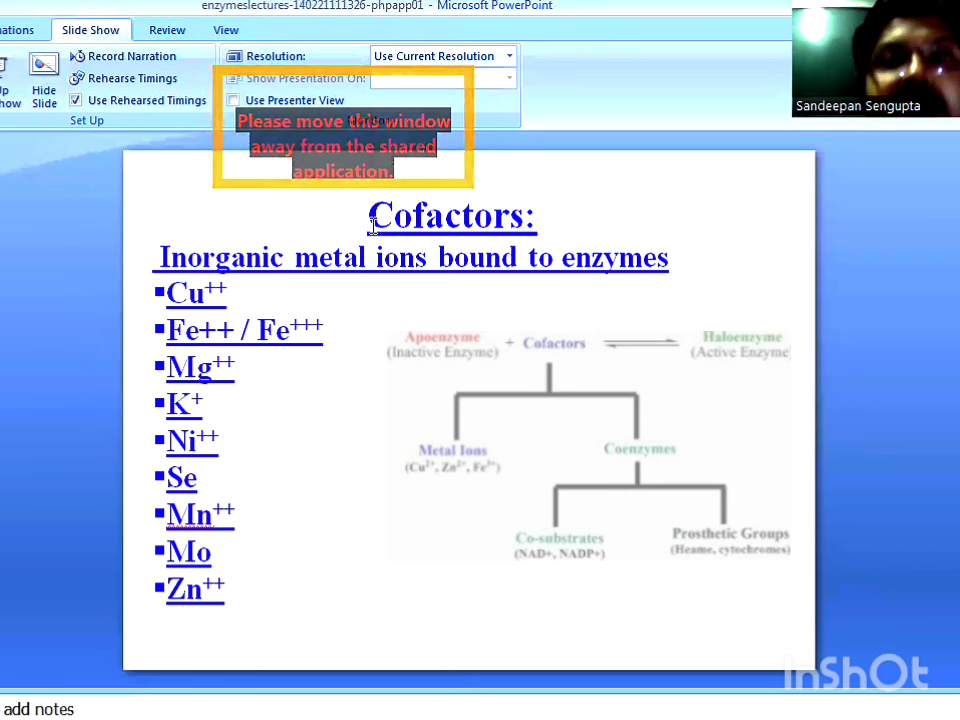 enzymeslectures-140221111326-phpapp01 - Microsoft PowerPoint
nations Slide Show Review View
Record Narration
Rehearse Timings
Use Rehearsed Timings
Up
Show
Hide
Slide
Set Up
Resolution: Use Current Resolution
Show Presentation On:
Use Presenter View
Please move this window
away from the shared
application.
Sandeepan Sengupta
Cofactors:
Inorganic metal ions bound to enzymes
▪Cu++
▪Fe++ / Fe+++
▪Mg++
▪K+
▪Ni++
▪Se
▪Mn++
▪Mo
▪Zn++
Apoenzyme + Cofactors Haloenzyme
(Inactive Enzyme) (Active Enzyme
Metal Ions
(Cu2+, Zn2+, Fe3+)
Coenzymes
Co-substrates
(NAD+, NADP+)
Prosthetic Groups
(Heame, cytochromes)
InShOt
add notes